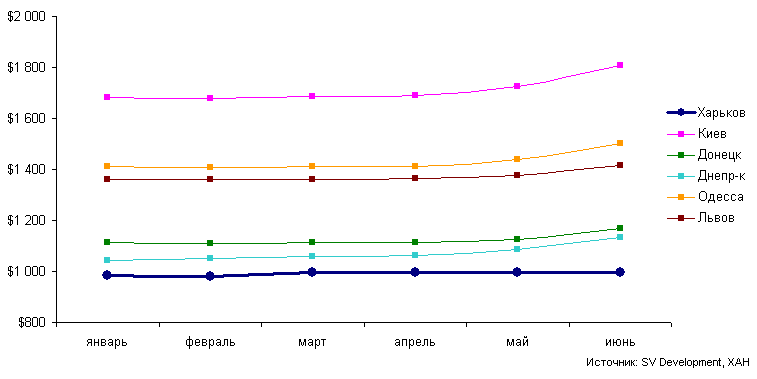 $2 000
$1 800
$1 600
$1 400
$1 200
$1 000
$800
январь февраль март апрель май июнь
Харьков
Киев
Донецк
Днепр-к
Одесса
Львов
Источник: SV Development, ХАН